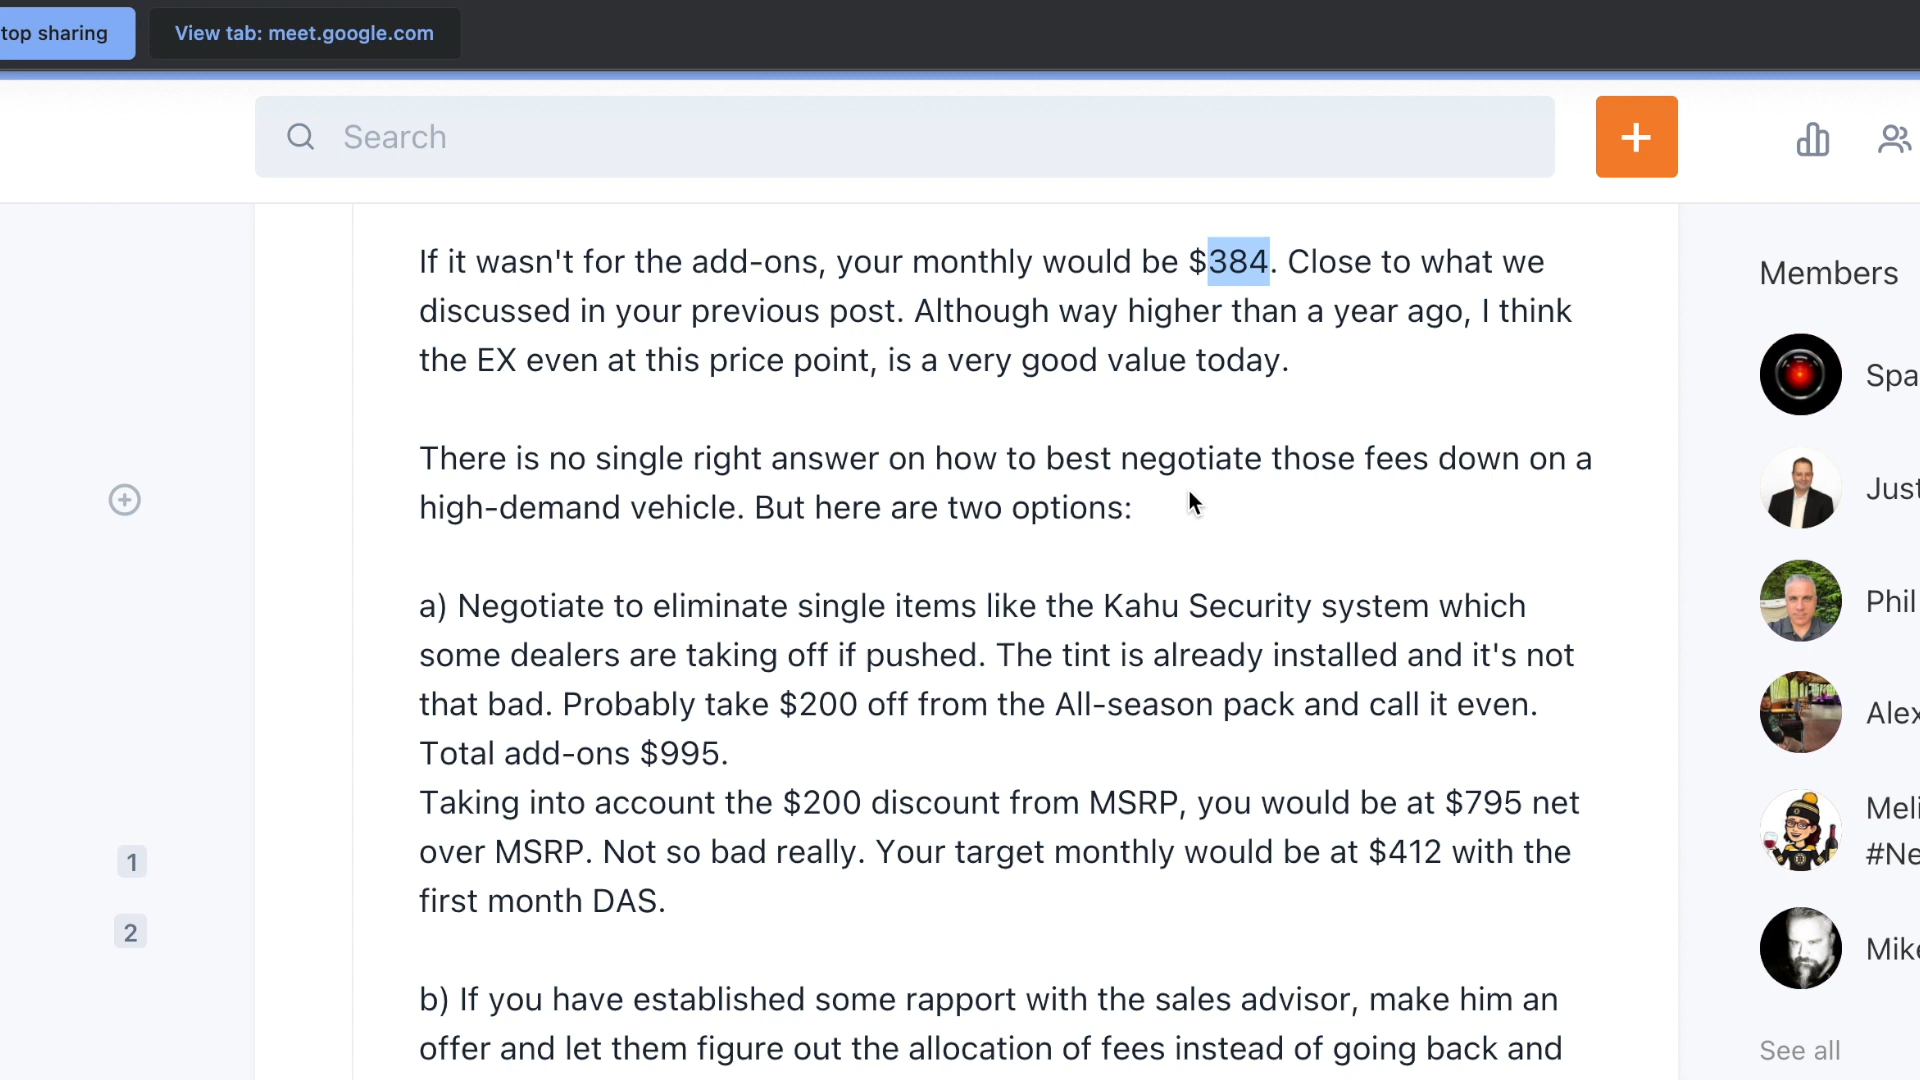 top sharing
View tab: meet.google.com
Search
If it wasn't for the add-ons, your monthly would be $384. Close to what we
discussed in your previous post. Although way higher than a year ago, I think
the EX even at this price point, is a very good value today.
There is no single right answer on how to best negotiate those fees down on a
high-demand vehicle. But here are two options:
a) Negotiate to eliminate single items like the Kahu Security system which
some dealers are taking off if pushed. The tint is already installed and it's not
that bad. Probably take $200 off from the All-season pack and call it even.
Total add-ons $995.
Taking into account the $200 discount from MSRP, you would be at $795 net
over MSRP. Not so bad really. Your target monthly would be at $412 with the
first month DAS.
b) If you have established some rapport with the sales advisor, make him an
offer and let them figure out the allocation of fees instead of going back and
1
2
Members
Spa
Just
Phil
Alex
Meli
#Ne
Mike
See all